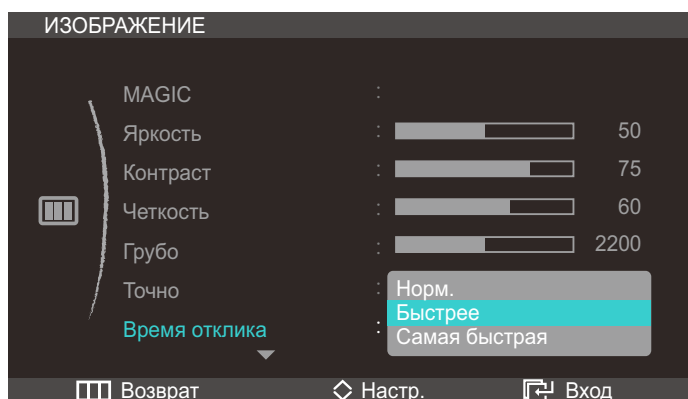 ИЗОБРАЖЕНИЕ
MAGIC :
Яркость : 50
Контраст : 75
Четкость : 60
Грубо : 2200
Точно : Норм.
Быстрее
Время отклика : Самая быстрая
Возврат Настр. Вход